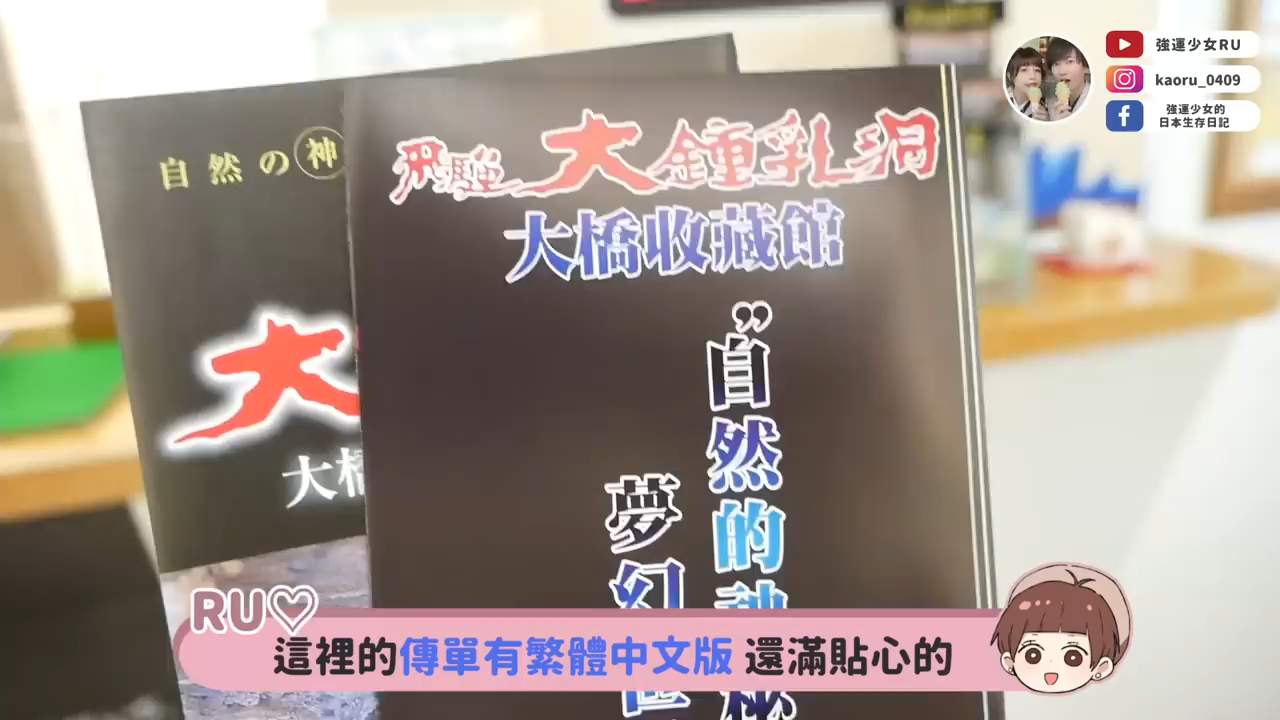 強運少女RU
kaoru_0409
強運少女的
日本生存日記
自然の神
大
大橋
飛驒大鍾乳洞
大橋收藏館
”自然的神秘
夢幻世
RU♡
這裡的傳單有繁體中文版 還滿貼心的